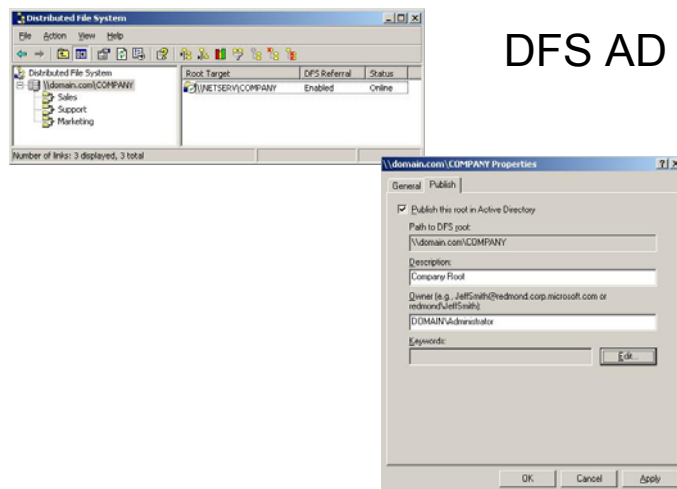 DFS AD
Distributed File System
File Action View Help
Distributed File System
\\domain.com\COMPANY
Sales
Support
Marketing
Root Target DFS Referral Status
\\NETSERV\COMPANY Enabled Online
Number of links: 3 displayed, 3 total
\\domain.com\COMPANY Properties
General Publish
Publish this root in Active Directory
Path to DFS root:
\\domain.com\COMPANY
Description:
Company Root
Owner (e.g., JeffSmith@redmond.corp.microsoft.com or
redmond\JeffSmith):
DOMAIN\Administrator
Keywords:
Edit...
OK Cancel Apply